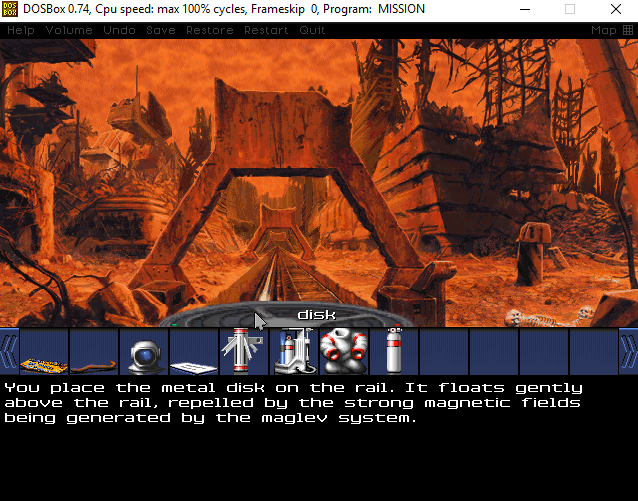 DOS
BOX
DOSBox 0.74, Cpu speed: max 100% cycles, Frameskip 0, Program: MISSION
Help Volume Undo Save Restore Restart Quit Map
disk
You place the metal disk on the rail. It floats gently
above the rail, repelled by the strong magnetic fields
being generated by the maglev system.